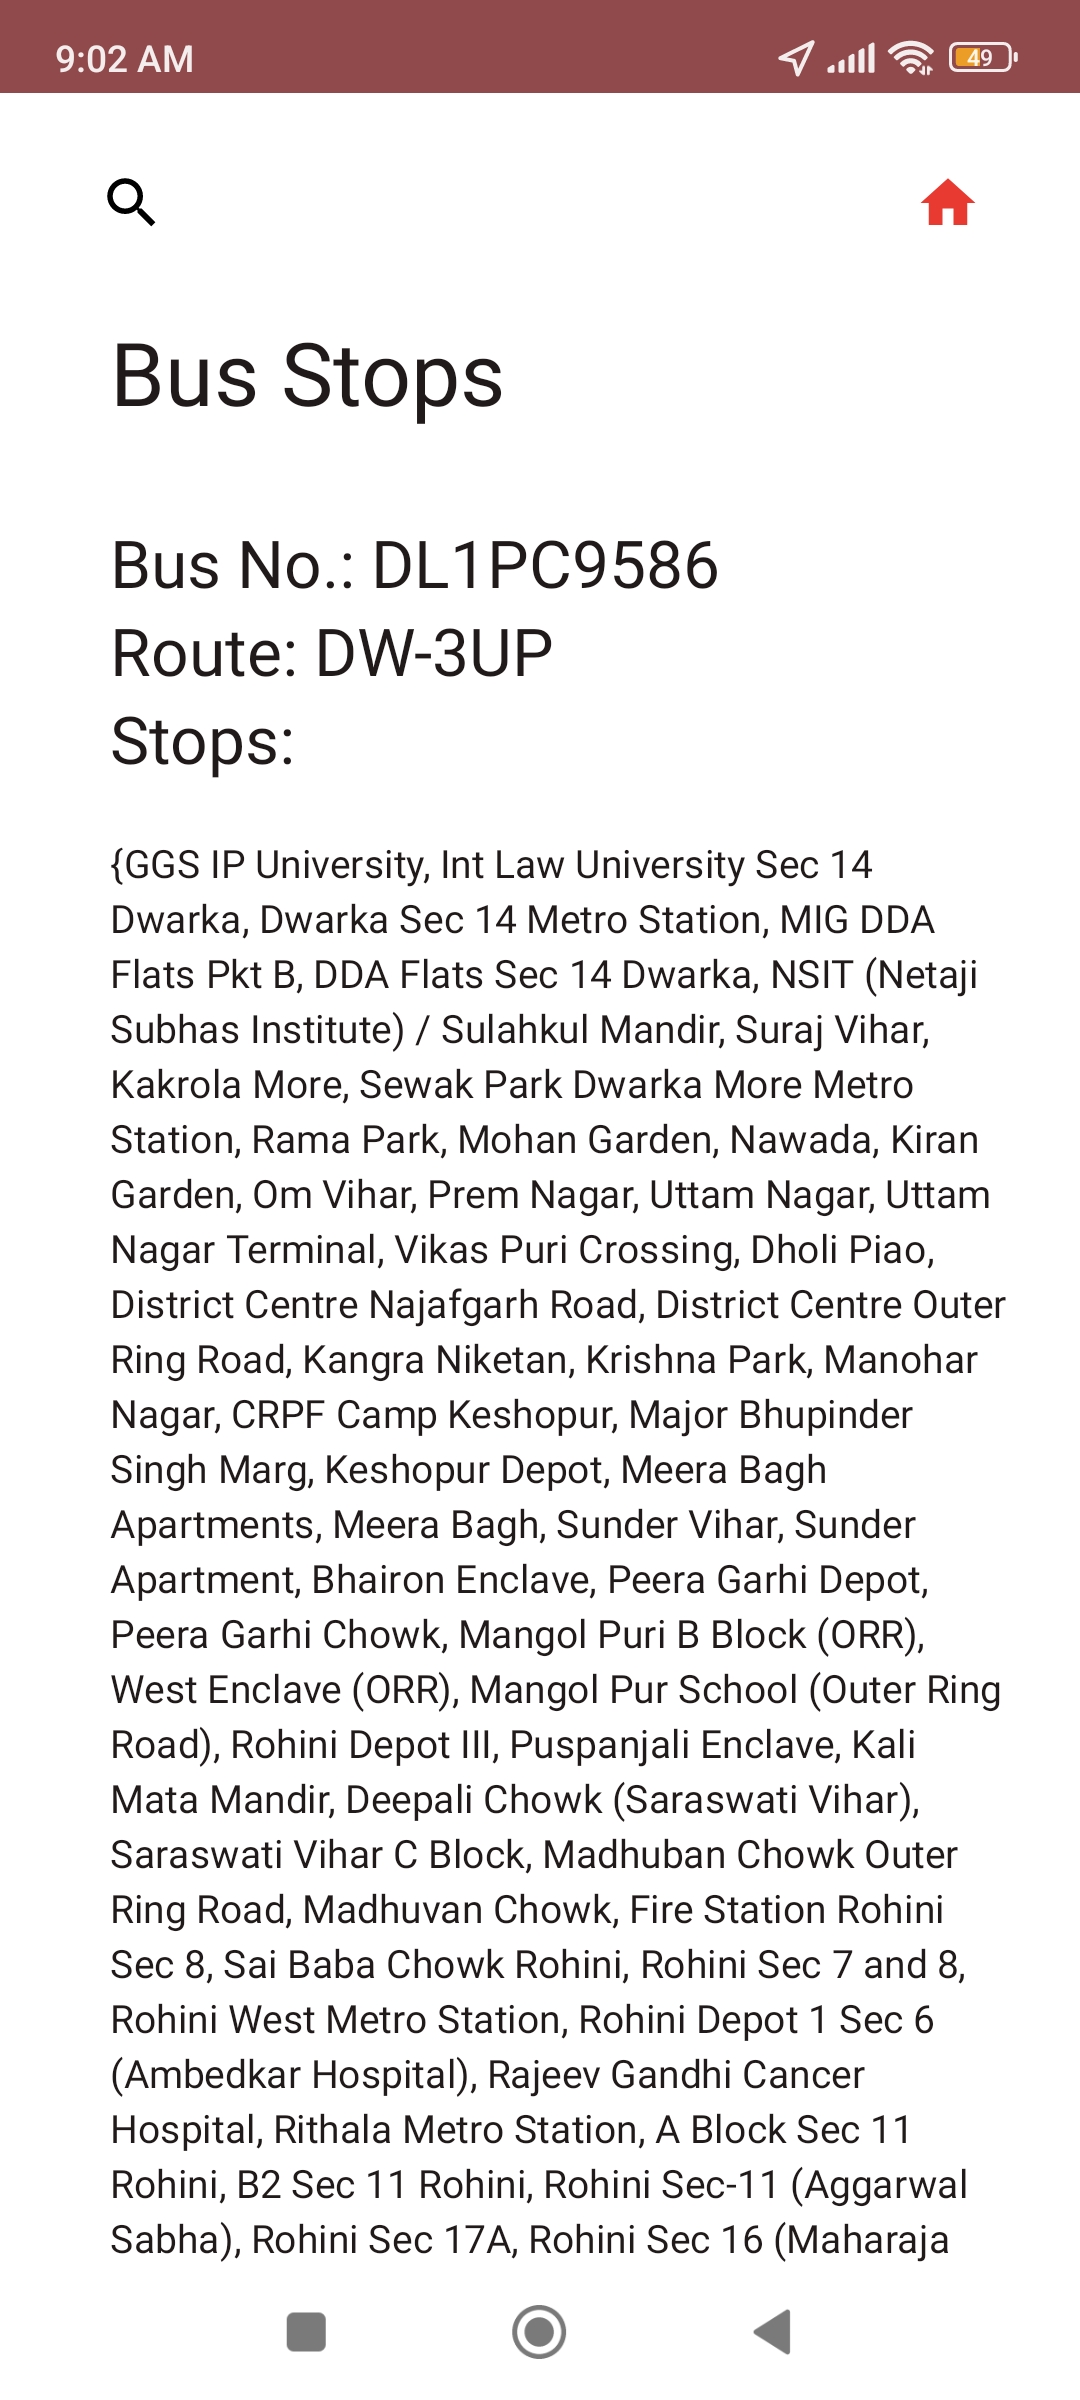 9:02 AM
49
Bus Stops
Bus No.: DL1PC9586
Route: DW-3UP
Stops:
{GGS IP University, Int Law University Sec 14
Dwarka, Dwarka Sec 14 Metro Station, MIG DDA
Flats Pkt B, DDA Flats Sec 14 Dwarka, NSIT (Netaji
Subhas Institute) / Sulahkul Mandir, Suraj Vihar,
Kakrola More, Sewak Park Dwarka More Metro
Station, Rama Park, Mohan Garden, Nawada, Kiran
Garden, Om Vihar, Prem Nagar, Uttam Nagar, Uttam
Nagar Terminal, Vikas Puri Crossing, Dholi Piao,
District Centre Najafgarh Road, District Centre Outer
Ring Road, Kangra Niketan, Krishna Park, Manohar
Nagar, CRPF Camp Keshopur, Major Bhupinder
Singh Marg, Keshopur Depot, Meera Bagh
Apartments, Meera Bagh, Sunder Vihar, Sunder
Apartment, Bhairon Enclave, Peera Garhi Depot,
Peera Garhi Chowk, Mangol Puri B Block (ORR),
West Enclave (ORR), Mangol Pur School (Outer Ring
Road), Rohini Depot III, Puspanjali Enclave, Kali
Mata Mandir, Deepali Chowk (Saraswati Vihar),
Saraswati Vihar C Block, Madhuban Chowk Outer
Ring Road, Madhuvan Chowk, Fire Station Rohini
Sec 8, Sai Baba Chowk Rohini, Rohini Sec 7 and 8,
Rohini West Metro Station, Rohini Depot 1 Sec 6
(Ambedkar Hospital), Rajeev Gandhi Cancer
Hospital, Rithala Metro Station, A Block Sec 11
Rohini, B2 Sec 11 Rohini, Rohini Sec-11 (Aggarwal
Sabha), Rohini Sec 17A, Rohini Sec 16 (Maharaja